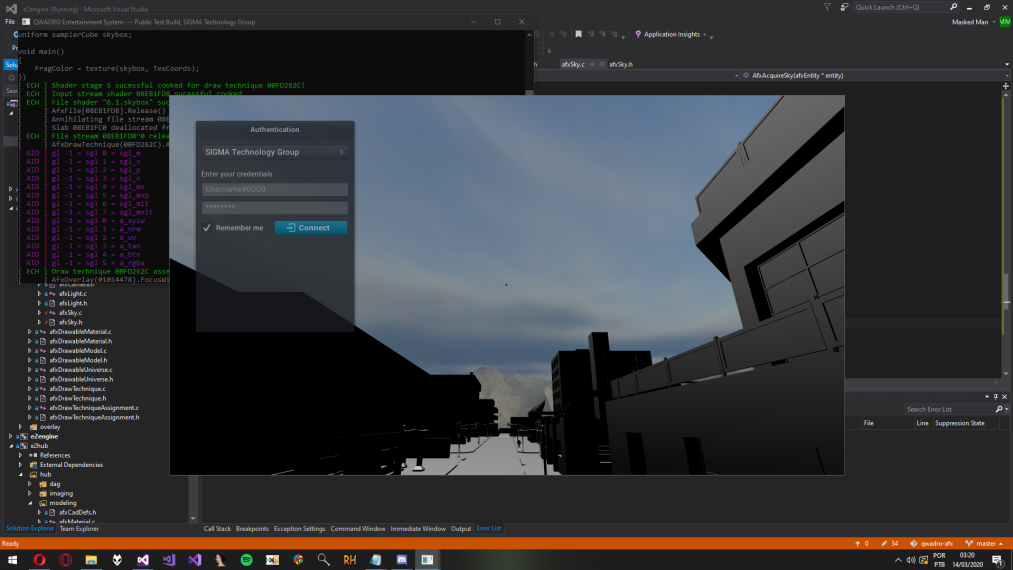 e2engine (Running) - Microsoft Visual Studio
Quick Launch (Ctrl+Q)
File
QWADRO Entertainment System --- Public Test Build, SIGMA Technology Group
Masked Man
Application Insights
uniform samplerCube skybox;
void main()
{
FragColor = texture(skybox, TexCoords);
})
[ ECH ] Shader stage 5 sucessful cooked for draw technique 00FD262C!
[ ECH ] Input stream shader 08EB1FD8 sucessful cooked
[ ECH ] File shader "6.1.skybox" suc
[ ] AfxFile[08EB1FD8].Release()
[ ] Annihilating file stream 08E
[ ] Slab 08EB1FC0 deallocated fr
[ ECH ] File stream 08EB1FD8^0 relea
[ ] AfxDrawTechnique(00FD262C).A
[ AID ] gl -1 = sgl 0 = sgl_m
[ AID ] gl -1 = sgl 1 = sgl_v
[ AID ] gl -1 = sgl 2 = sgl_p
[ AID ] gl -1 = sgl 3 = sgl_n
[ AID ] gl -1 = sgl 4 = sgl_mv
[ AID ] gl -1 = sgl 5 = sgl_mvp
[ AID ] gl -1 = sgl 6 = sgl_mit
[ AID ] gl -1 = sgl 7 = sgl_mvit
[ AID ] gl -1 = sgl 0 = a_xyzw
[ AID ] gl -1 = sgl 1 = a_nrm
[ AID ] gl -1 = sgl 2 = a_uv
[ AID ] gl -1 = sgl 3 = a_tan
[ AID ] gl -1 = sgl 4 = a_btn
[ AID ] gl -1 = sgl 5 = a_rgba
[ ECH ] Draw technique 00FD262C asse
[ ] AfxOverlay(01014478).FocusWi
afxSky.c
afxSky.h
AfxAcquireSky(afxEntity * entity)
Authentication
SIGMA Technology Group
Enter your credentials
Username#0000
********
Remember me
Connect
afxCamera.h
afxLight.c
afxLight.h
afxSky.c
afxSky.h
afxDrawableMaterial.c
afxDrawableMaterial.h
afxDrawableModel.c
afxDrawableModel.h
afxDrawableUniverse.c
afxDrawableUniverse.h
afxDrawTechnique.c
afxDrawTechnique.h
afxDrawTechniqueAssignment.c
afxDrawTechniqueAssignment.h
overlay
e2engine
e2hub
References
External Dependencies
hub
dag
imaging
modeling
afxCadDefs.h
afxMaterial.c
Search Error List
File
Line
Suppression State
Solution Explorer
Team Explorer
Call Stack
Breakpoints
Exception Settings
Command Window
Immediate Window
Output
Error List
Ready
0
34
qwadro-afx
master
RH
POR
PTB
03:20
14/03/2020